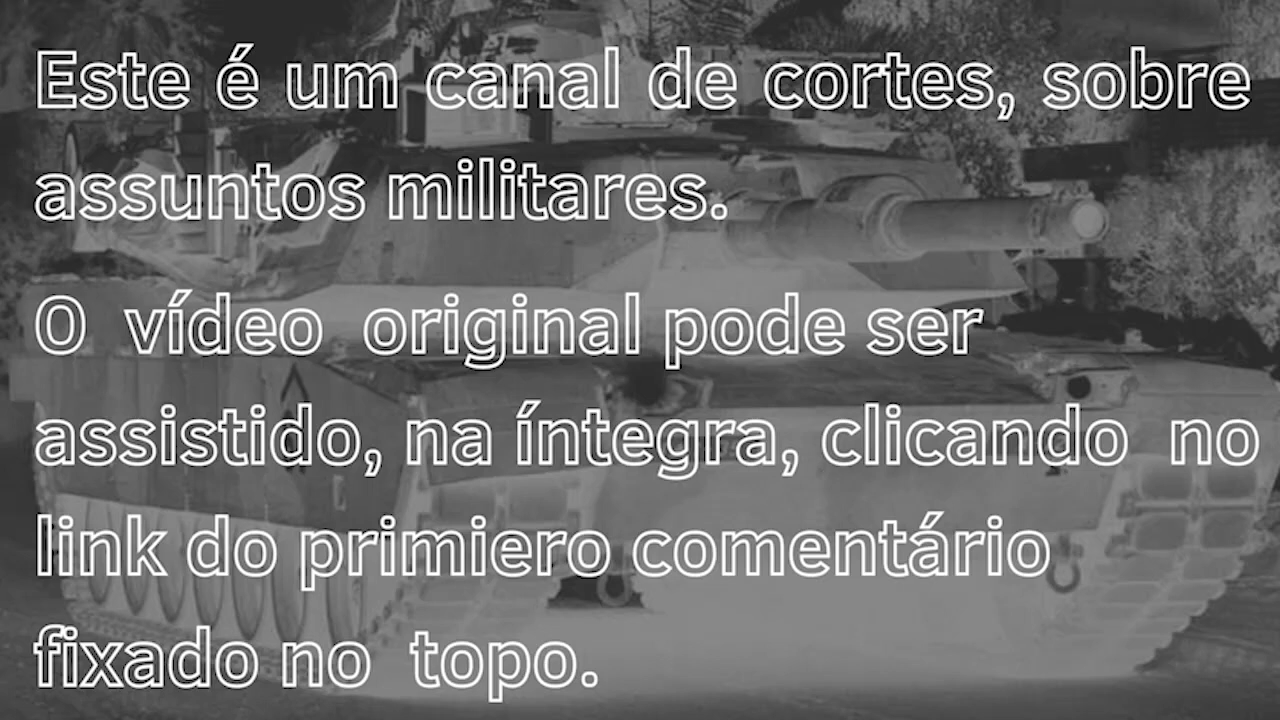 Este é um canal de cortes, sobre
assuntos militares.
O vídeo original pode ser
assistido, na íntegra, clicando no
link do primiero comentário
fixado no topo.